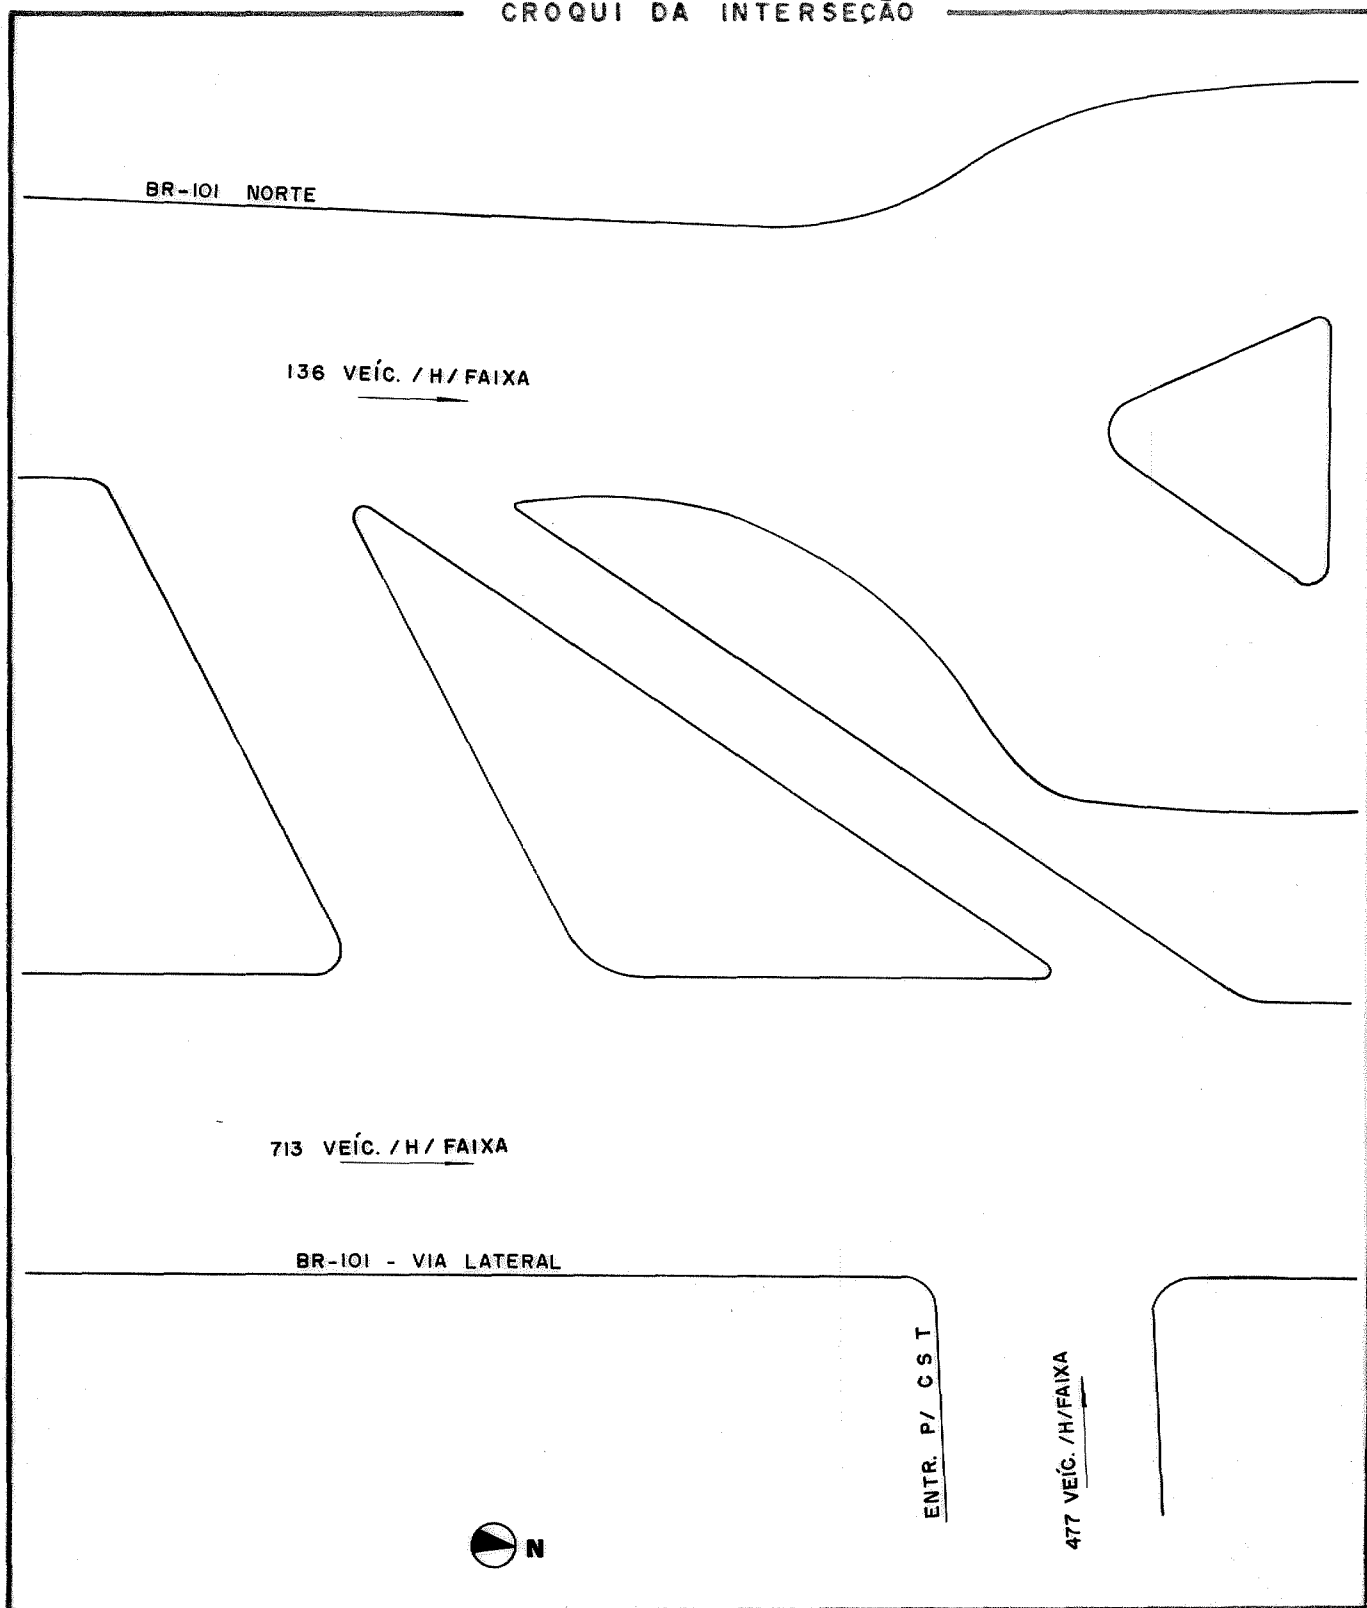 CROQUI DA INTERSEÇÃO
BR-101 NORTE
136 VEÍC. /H/ FAIXA
713 VEÍC. /H/ FAIXA
BR-101 - VIA LATERAL
ENTR. P/ CST
477 VEÍC. /H/FAIXA
N